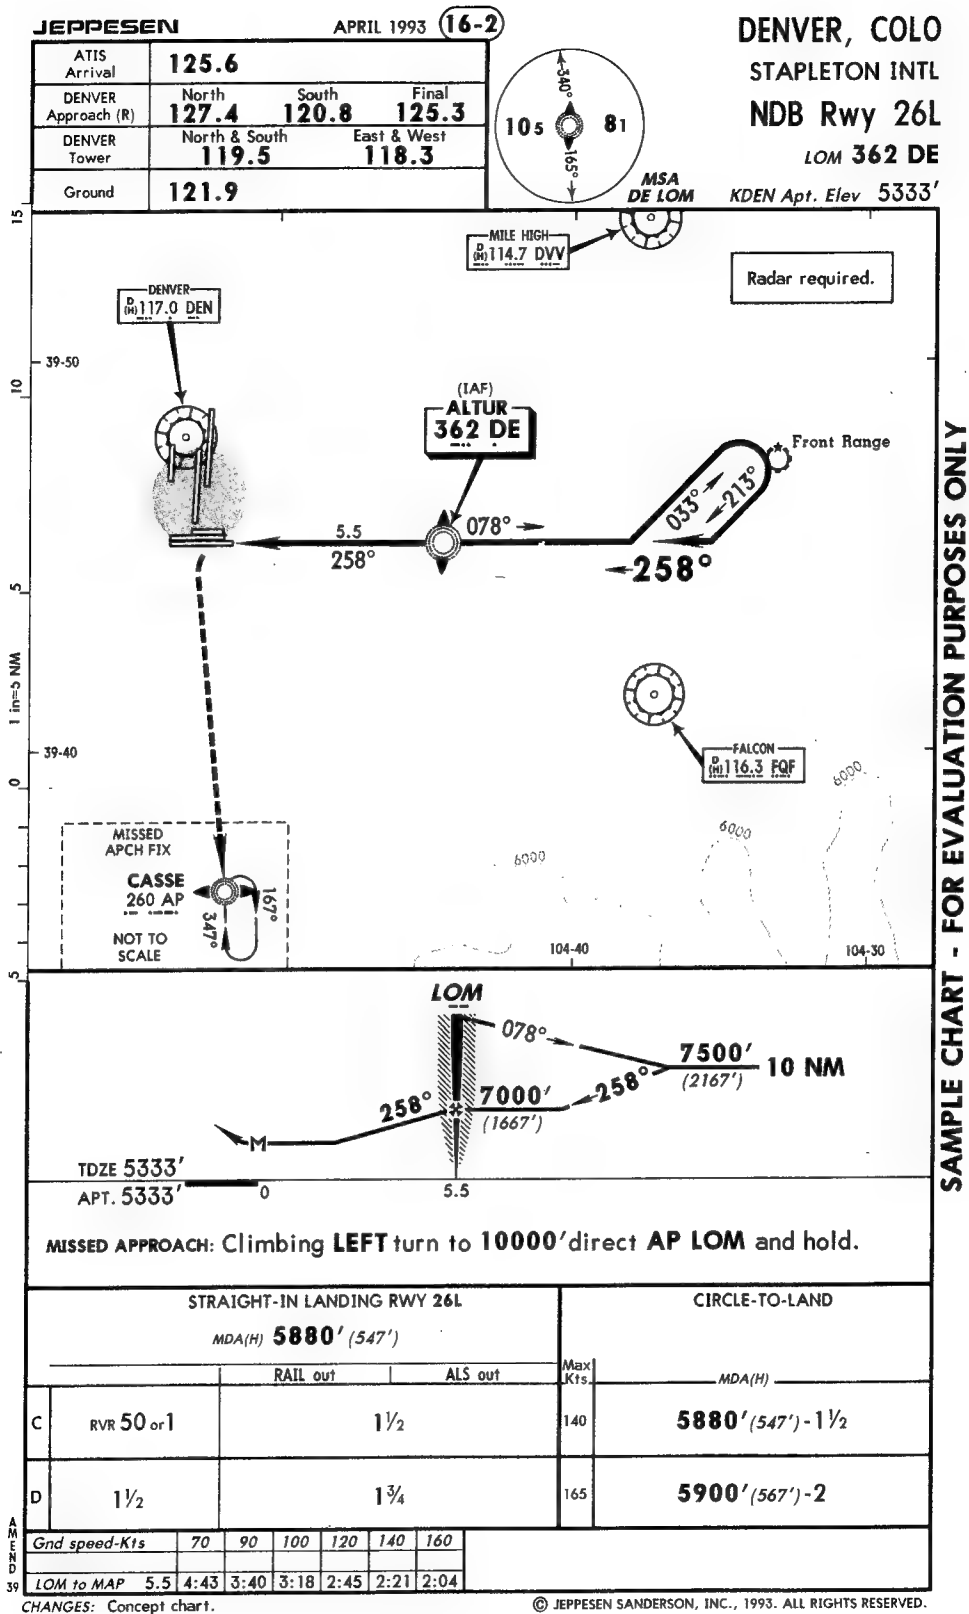 JEPPESEN APRIL 1993 16-2
DENVER, COLO
STAPLETON INTL
NDB Rwy 26L
LOM 362 DE
KDEN Apt. Elev 5333'
ATIS Arrival 125.6
DENVER Approach (R) North 127.4 South 120.8 Final 125.3
DENVER Tower North & South 119.5 East & West 118.3
Ground 121.9
340°
105 81
165°
MSA
DE LOM
MILE HIGH
D (H) 114.7 DVV
Radar required.
DENVER
D (H) 117.0 DEN
39-50
(IAF)
ALTUR
362 DE
Front Range
033°
213°
078°
5.5
258°
258°
39-40
FALCON
D (H) 116.3 FQF
6000
6000
6000
MISSED
APCH FIX
CASSE
260 AP
167°
347°
NOT TO
SCALE
104-40
104-30
15
10
5
1 in=5 NM
0
5
SAMPLE CHART - FOR EVALUATION PURPOSES ONLY
LOM
078°
7500'
(2167')
10 NM
258°
7000'
(1667')
258°
M
TDZE 5333'
APT. 5333'
0
5.5
MISSED APPROACH: Climbing LEFT turn to 10000' direct AP LOM and hold.
STRAIGHT-IN LANDING RWY 26L
CIRCLE-TO-LAND
MDA(H) 5880' (547')
RAIL out ALS out
Max Kts. MDA(H)
C RVR 50 or 1 1½ 140 5880' (547') - 1½
D 1½ 1¾ 165 5900' (567') - 2
AMEND 39
Gnd speed-Kts 70 90 100 120 140 160
LOM to MAP 5.5 4:43 3:40 3:18 2:45 2:21 2:04
CHANGES: Concept chart.
© JEPPESEN SANDERSON, INC., 1993. ALL RIGHTS RESERVED.